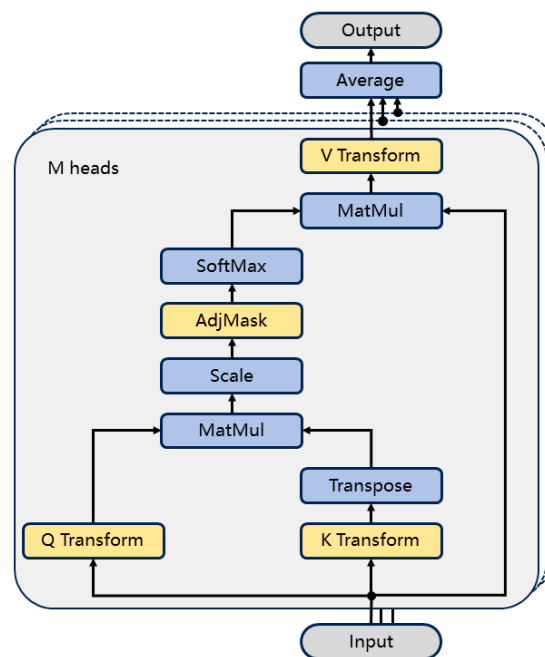 Output
Average
M heads
V Transform
MatMul
SoftMax
AdjMask
Scale
MatMul
Transpose
Q Transform
K Transform
Input